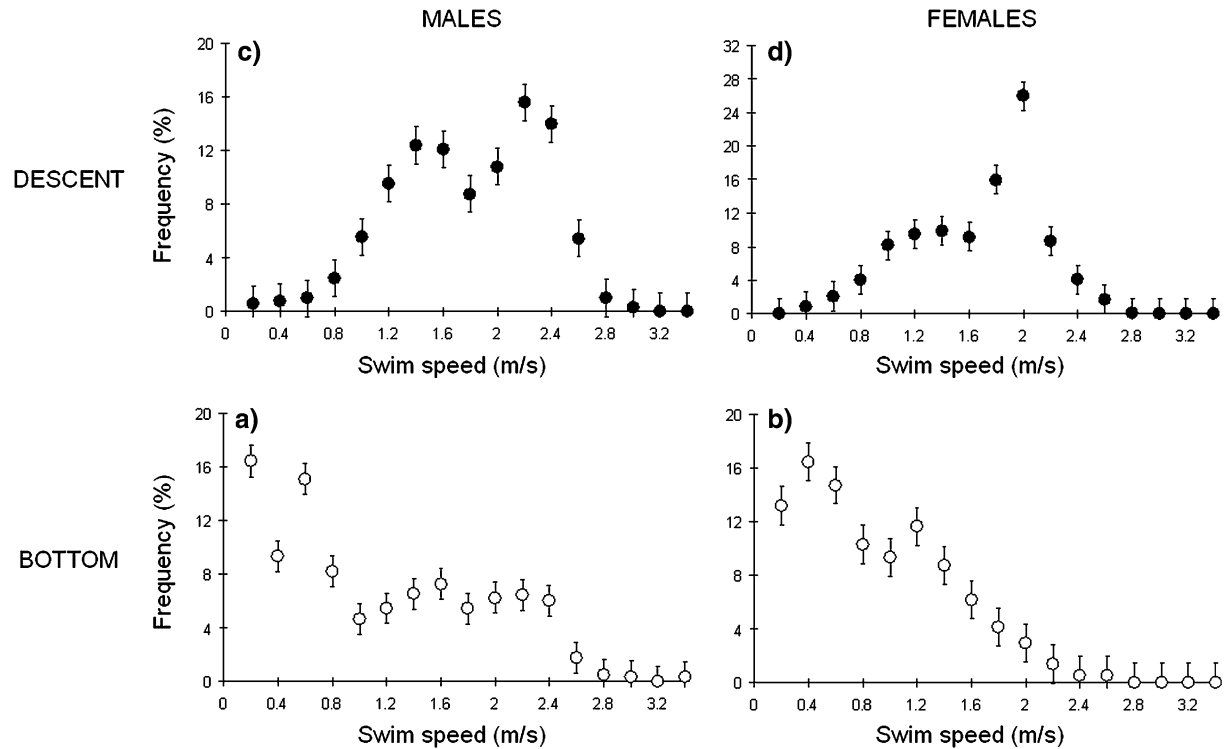 MALES
FEMALES
c)
d)
DESCENT
Frequency (%)
20
16
12
8
4
0
0 0.4 0.8 1.2 1.6 2 2.4 2.8 3.2
Swim speed (m/s)
32
28
24
20
16
12
8
4
0
0 0.4 0.8 1.2 1.6 2 2.4 2.8 3.2
Swim speed (m/s)
a)
b)
BOTTOM
Frequency (%)
20
16
12
8
4
0
0 0.4 0.8 1.2 1.6 2 2.4 2.8 3.2
Swim speed (m/s)
Frequency (%)
20
16
12
8
4
0
0 0.4 0.8 1.2 1.6 2 2.4 2.8 3.2
Swim speed (m/s)